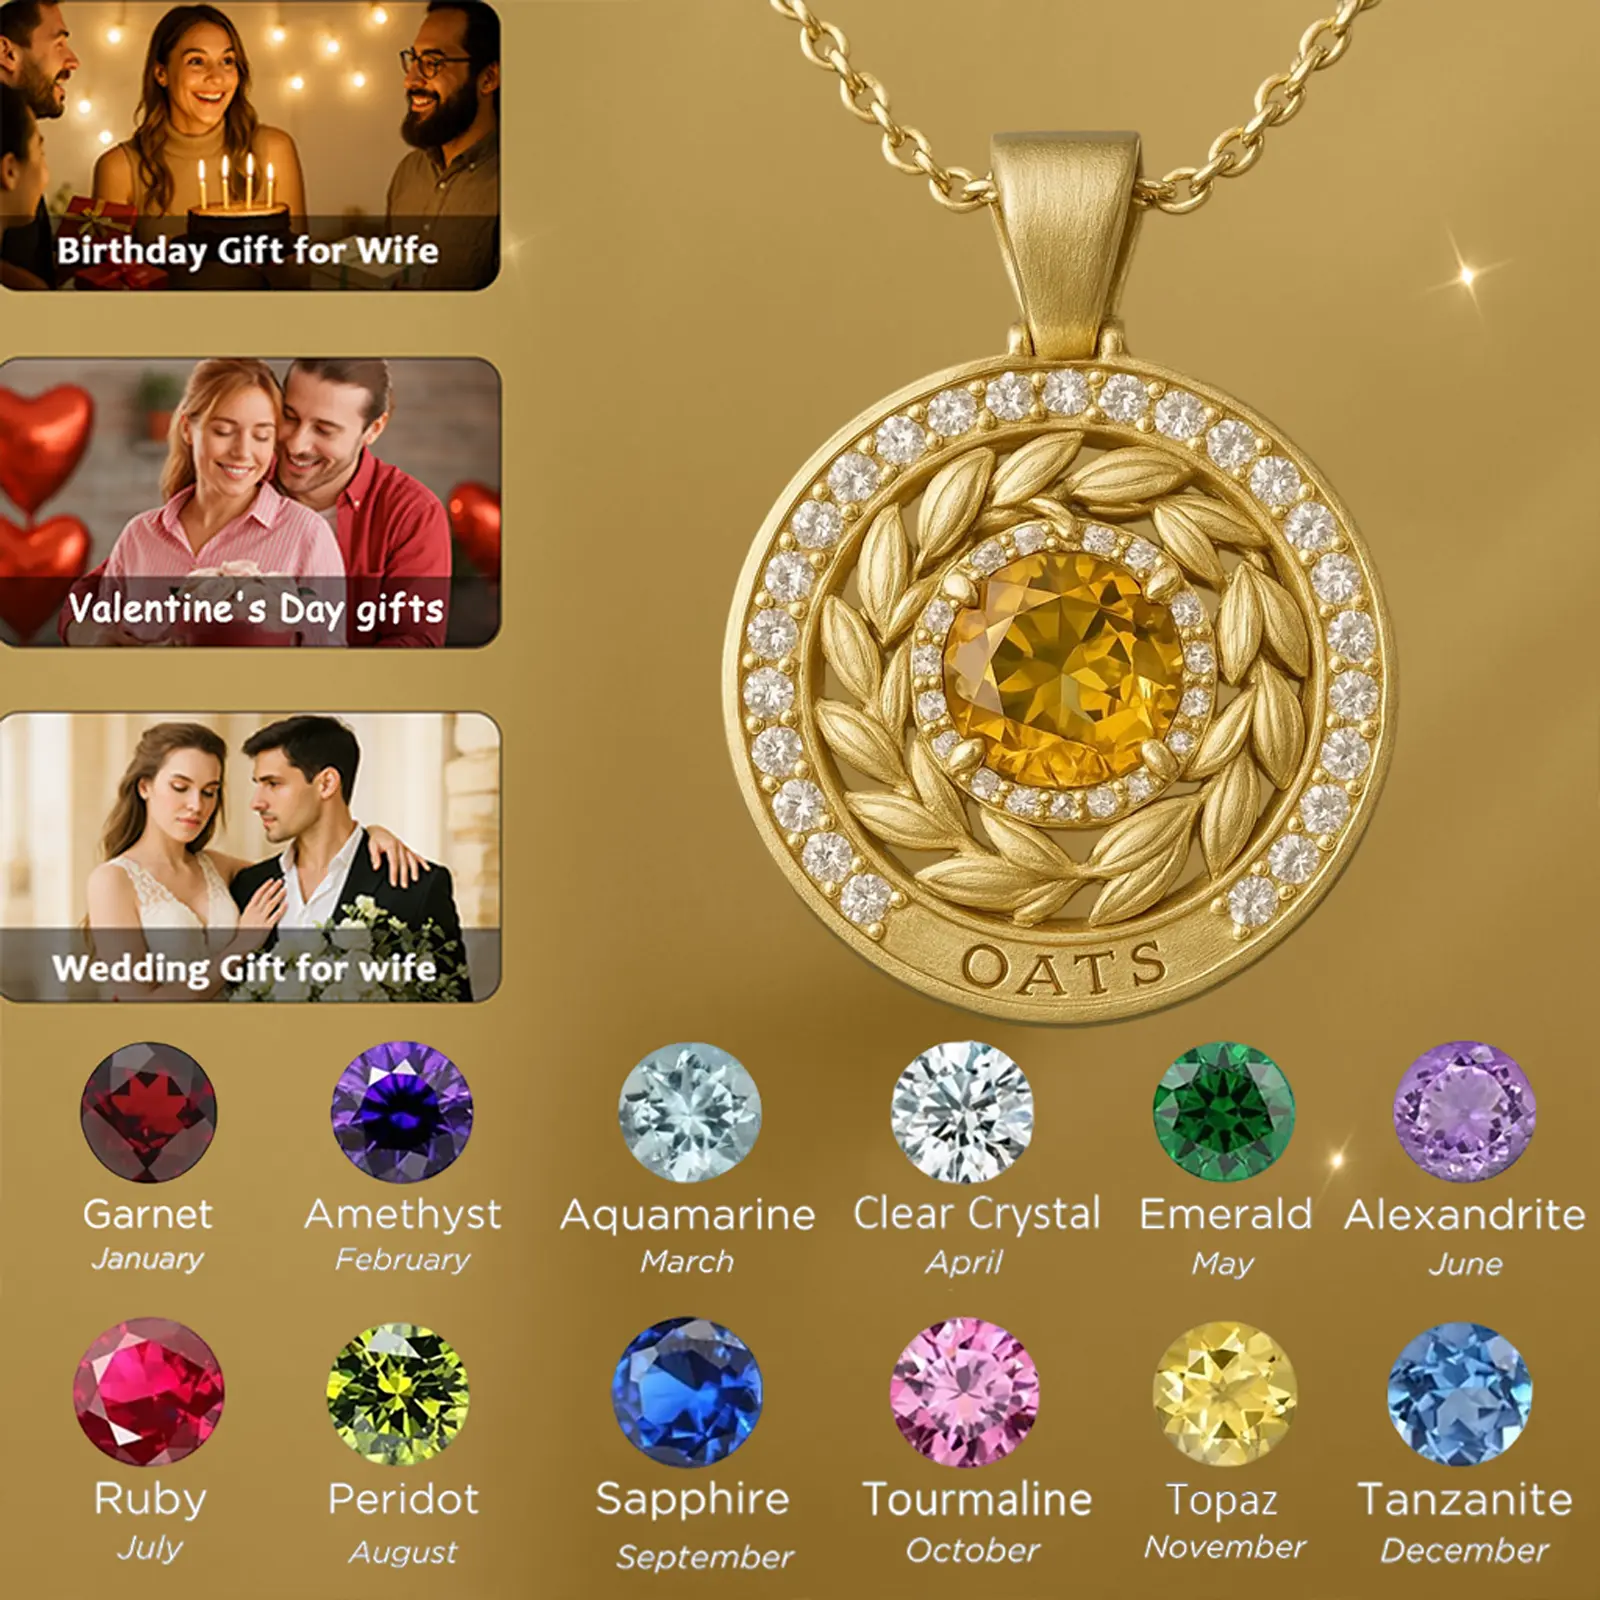 Birthday Gift for Wife
Valentine's Day gifts
Wedding Gift for wife
OATS
Garnet
January
Amethyst
February
Aquamarine
March
Clear Crystal
April
Emerald
May
Alexandrite
June
Ruby
July
Peridot
August
Sapphire
September
Tourmaline
October
Topaz
November
Tanzanite
December